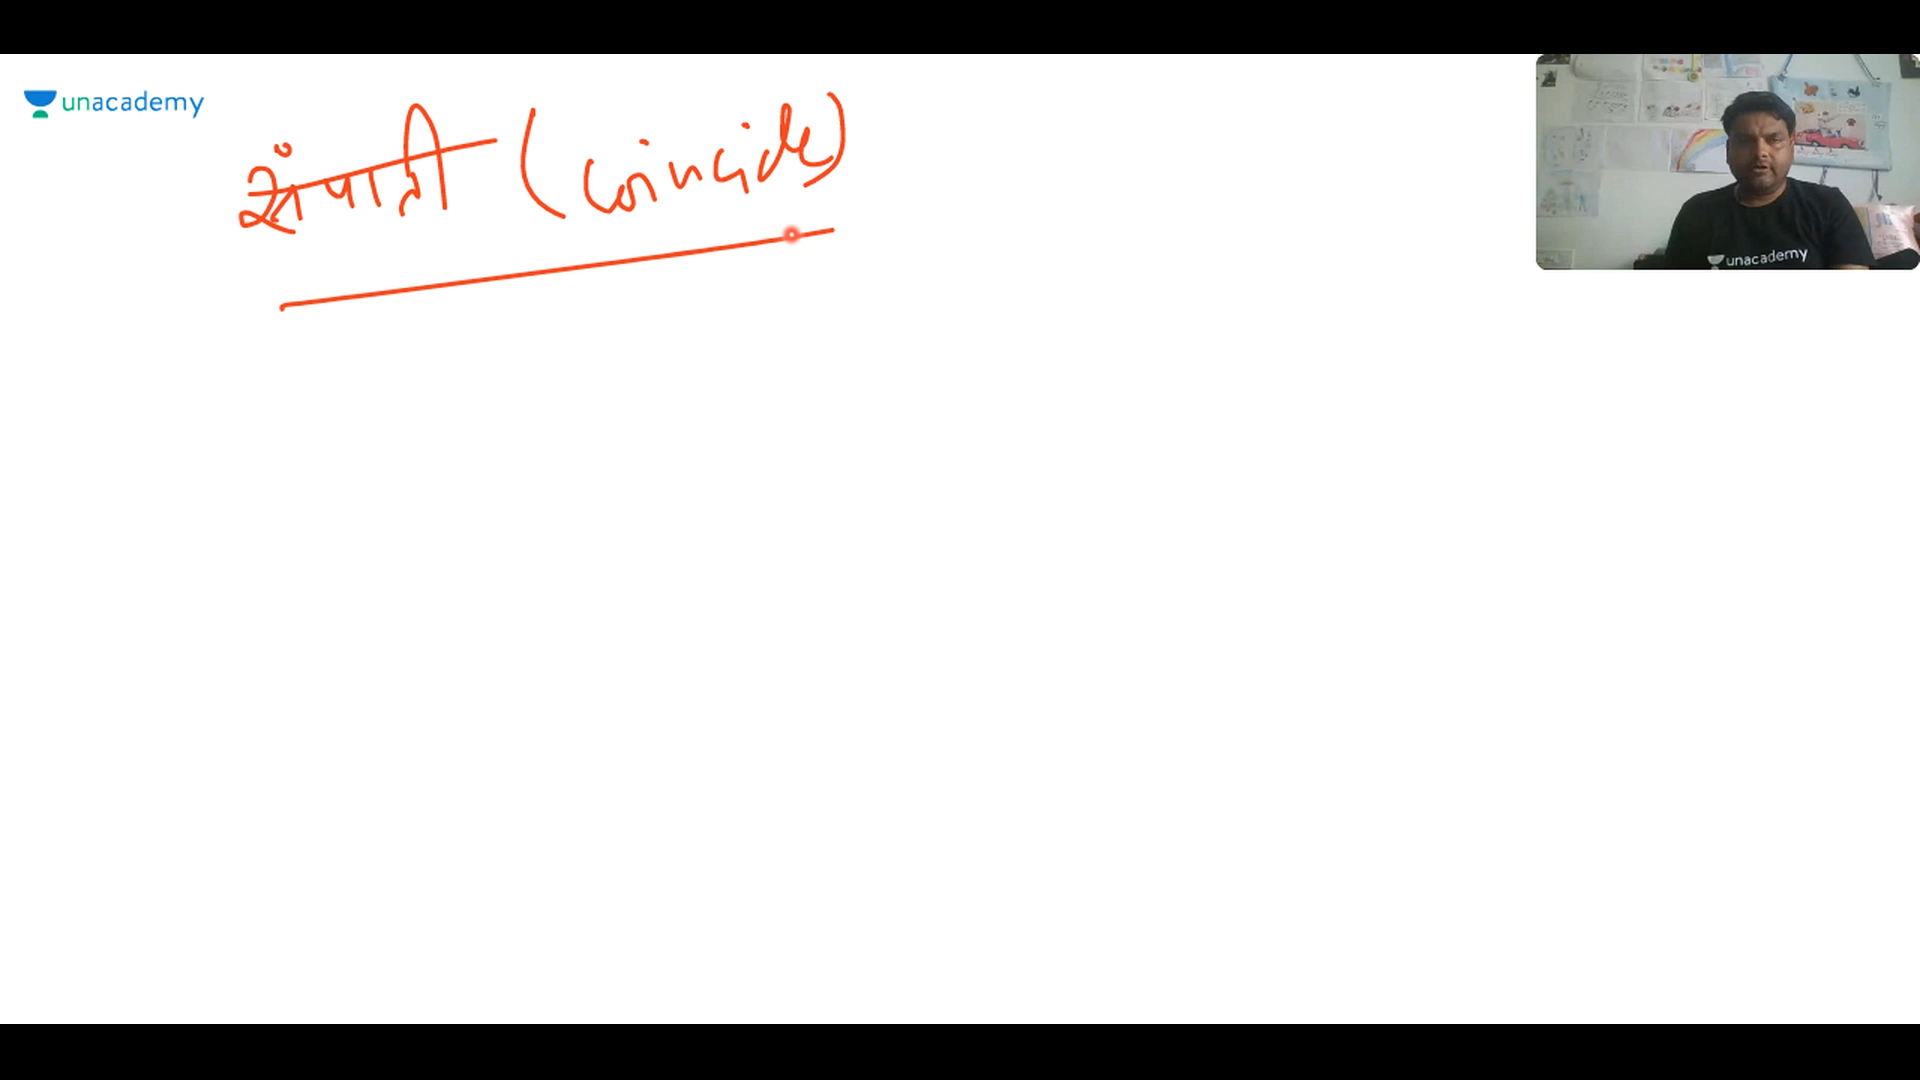 unacademy
संपाती (coincide)
unacademy